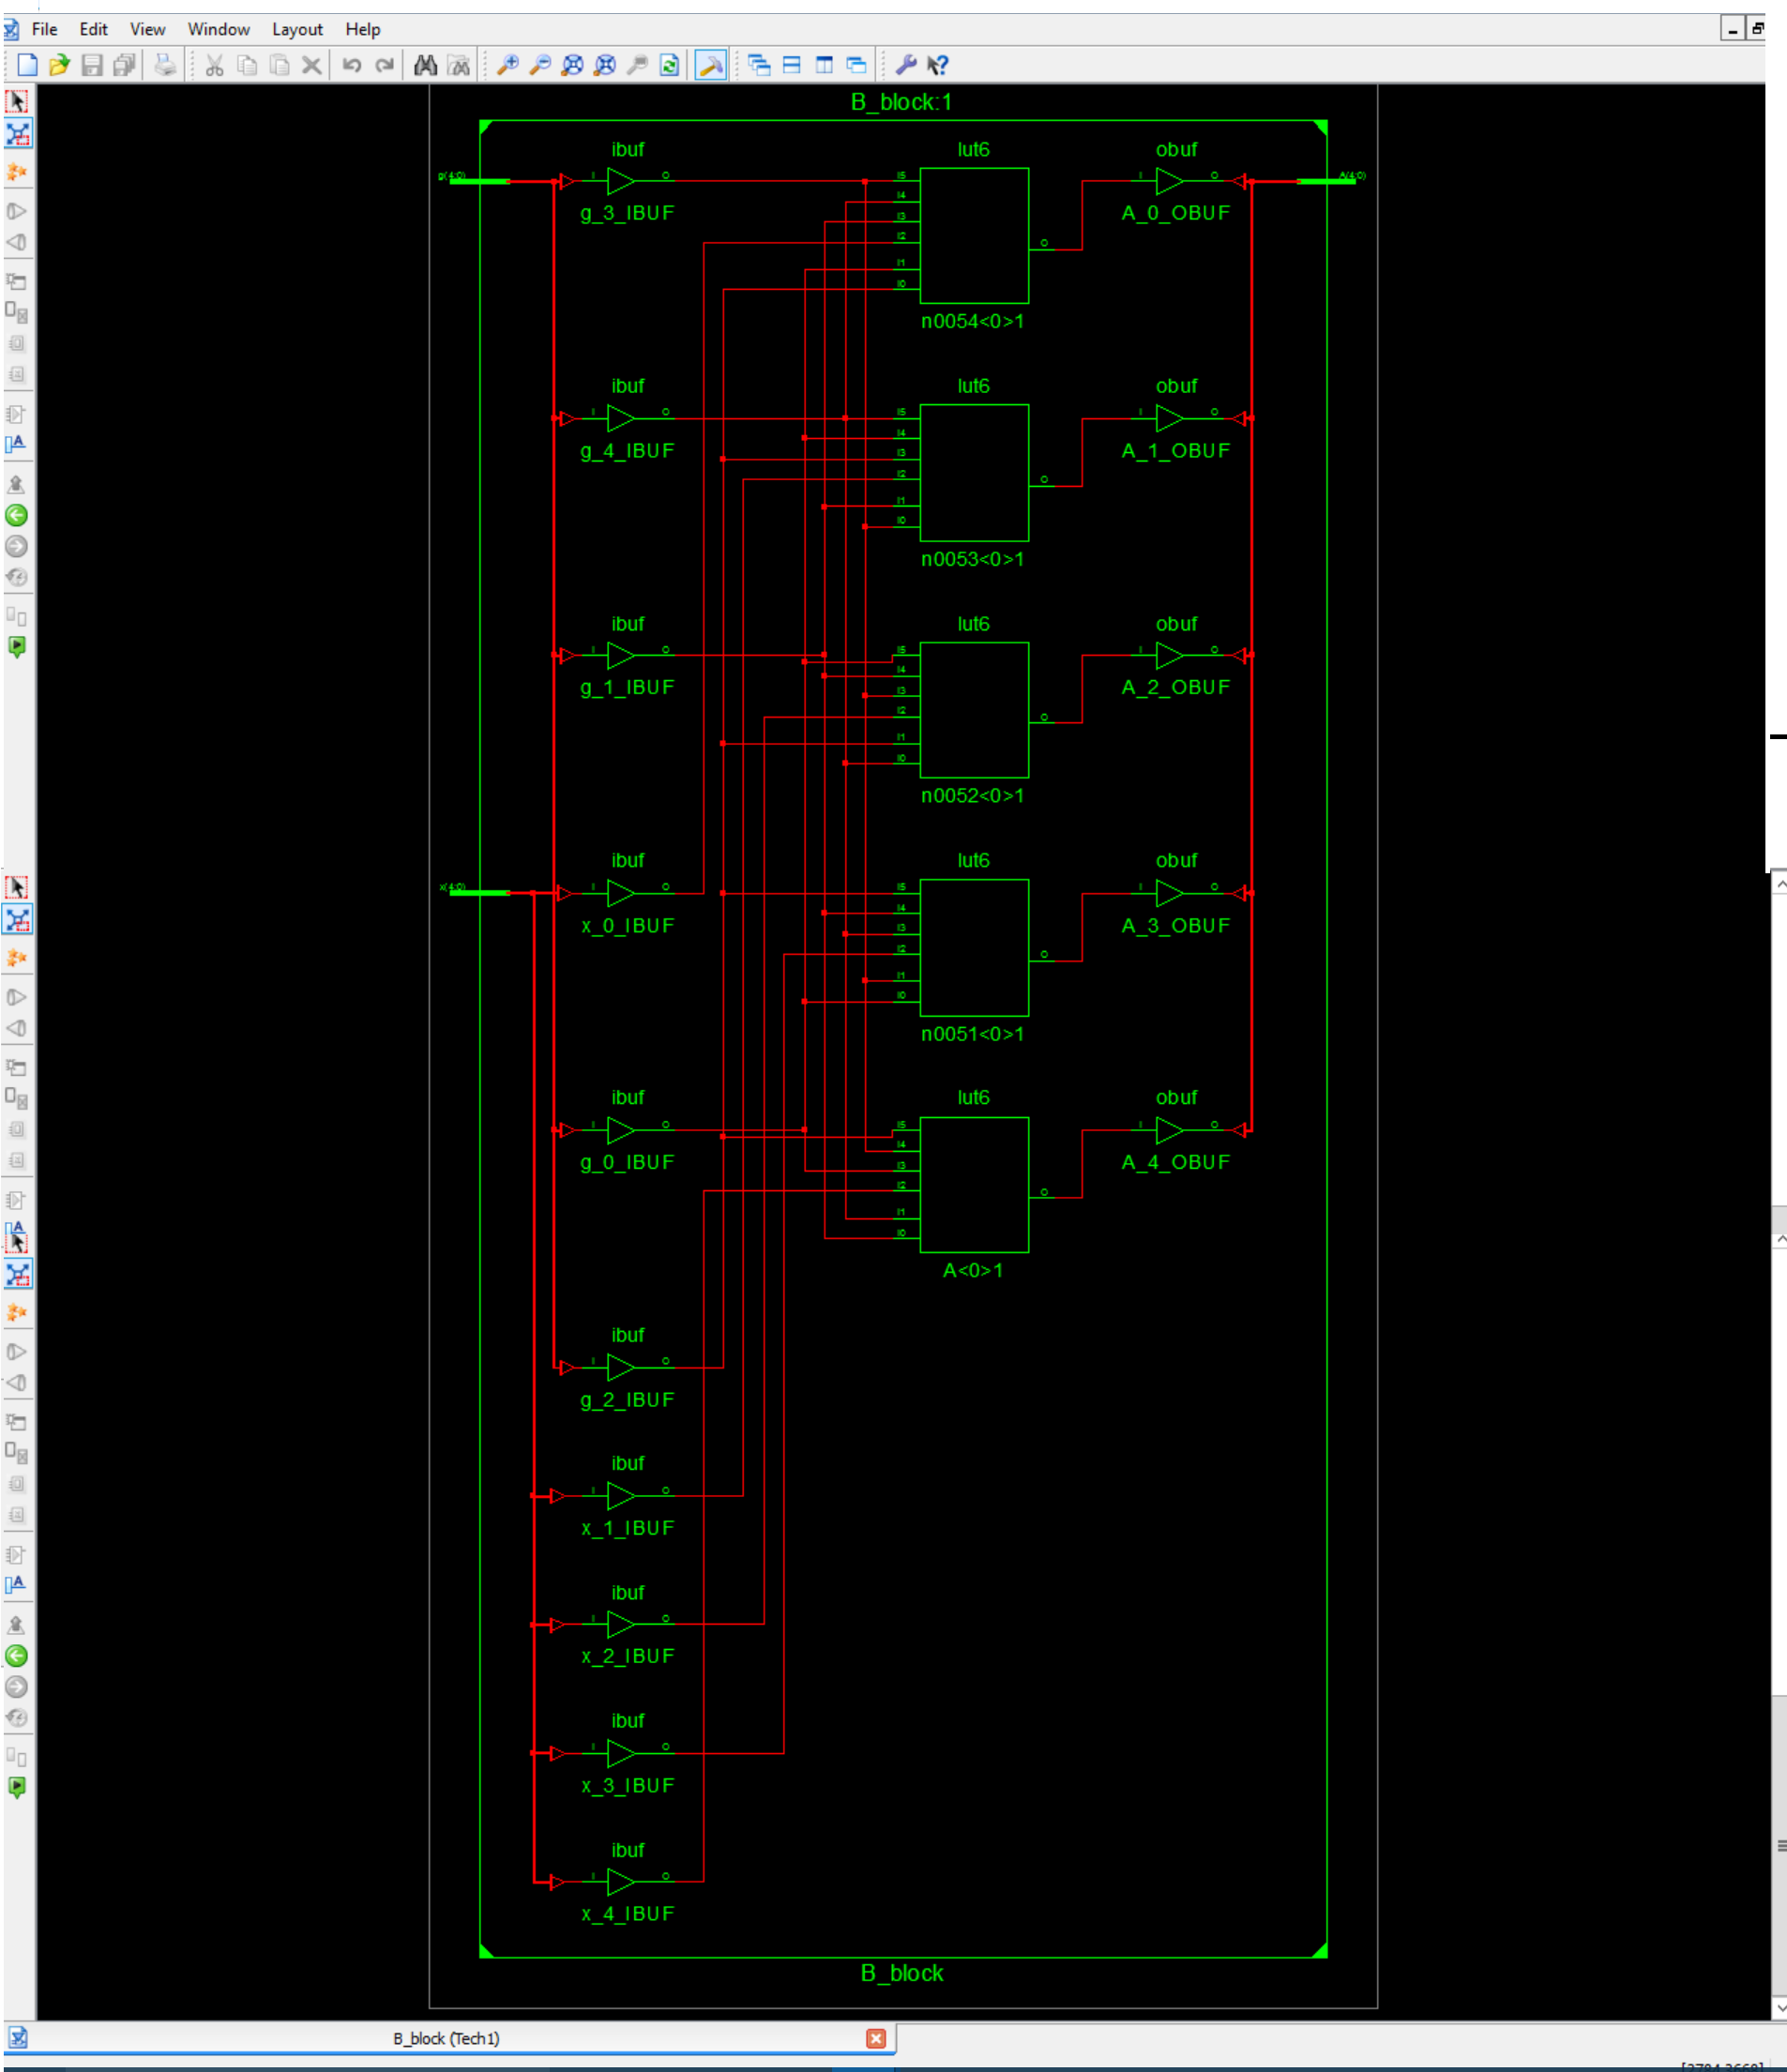 File Edit View Window Layout Help
B_block:1
ibuf lut6 obuf
g(4:0) I O I5 I O A(4:0)
I4
g_3_IBUF I3 A_0_OBUF
I2 O
I1
I0
n0054<0>1
ibuf lut6 obuf
I O I5 I O
I4
g_4_IBUF I3 A_1_OBUF
I2 O
I1
I0
n0053<0>1
ibuf lut6 obuf
I O I5 I O
I4
g_1_IBUF I3 A_2_OBUF
I2 O
I1
I0
n0052<0>1
ibuf lut6 obuf
x(4:0) I O I5 I O
I4
x_0_IBUF I3 A_3_OBUF
I2 O
I1
I0
n0051<0>1
ibuf lut6 obuf
I O I5 I O
I4
g_0_IBUF I3 A_4_OBUF
I2 O
I1
I0
A<0>1
ibuf
I O
g_2_IBUF
ibuf
I O
x_1_IBUF
ibuf
I O
x_2_IBUF
ibuf
I O
x_3_IBUF
ibuf
I O
x_4_IBUF
B_block
B_block (Tech1)